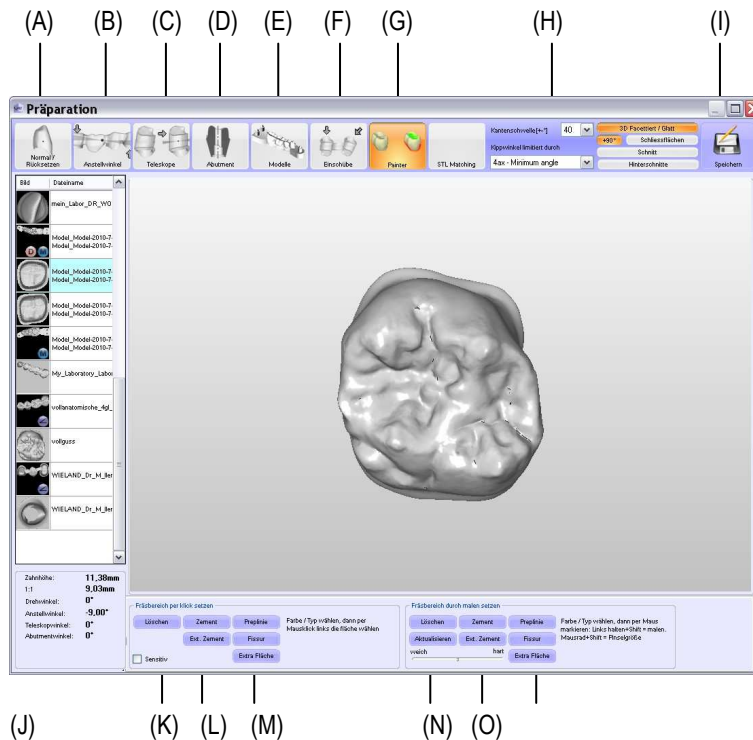 (A) (B) (C) (D) (E) (F) (G) (H) (I)
Präparation
Normal / Rücksetzen
Anstellwinkel
Teleskope
Abutment
Modelle
Einschübe
Painter
STL Matching
Kantenschwelle[+-°] 40
Kippwinkel limitiert durch
4ax - Minimum angle
3D Facettiert / Glatt
+90° Schliessflächen
Schnitt
Hinterschnitte
Speichern
Bild Dateiname
mein_Labor_DR_W0
Model_Model-2010-7-
Model_Model-2010-7-
Model_Model-2010-7-
Model_Model-2010-7-
Model_Model-2010-7-
Model_Model-2010-7-
Model_Model-2010-7-
Model_Model-2010-7-
My_Laboratory_Labo
vollanatomische_4gl_
vollguss
WIELAND_Dr_M_ller
WIELAND_Dr_M_ller
Zahnhöhe: 11,38mm
1:1 9,03mm
Drehwinkel: 0°
Anstellwinkel: -9,00°
Teleskopwinkel: 0°
Abutmentwinkel: 0°
Fräsbereich per klick setzen
Löschen Zement Preplinie
Ext. Zement Fissur
Extra Fläche
Sensitiv
Farbe / Typ wählen, dann per
Mausklick links die fläche wählen
Fräsbereich durch malen setzen
Löschen Zement Preplinie
Aktualisieren Ext. Zement Fissur
weich hart Extra Fläche
Farbe / Typ wählen, dann per Maus
markieren: Links halten+Shift = malen.
Mausrad+Shift = Pinselgröße
(J) (K) (L) (M) (N) (O)